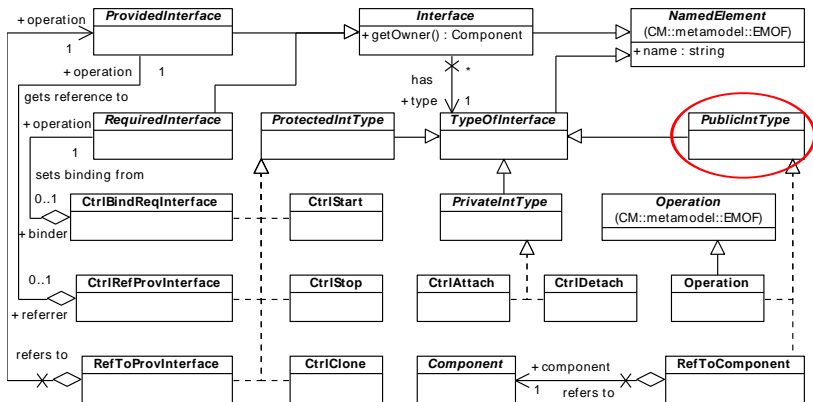 + operation
ProvidedInterface
Interface
NamedElement
+ getOwner() : Component
(CM::metamodel::EMOF)
+ name : string
1
+ operation
1
gets reference to
has
*
+ type
1
+ operation
RequiredInterface
ProtectedIntType
TypeOfInterface
PublicIntType
1
sets binding from
0..1
CtrlBindReqInterface
CtrlStart
PrivateIntType
Operation
(CM::metamodel::EMOF)
+ binder
0..1
CtrlRefProvInterface
CtrlStop
CtrlAttach
CtrlDetach
Operation
+ referrer
refers to
RefToProvInterface
CtrlClone
Component
+ component
RefToComponent
1
refers to